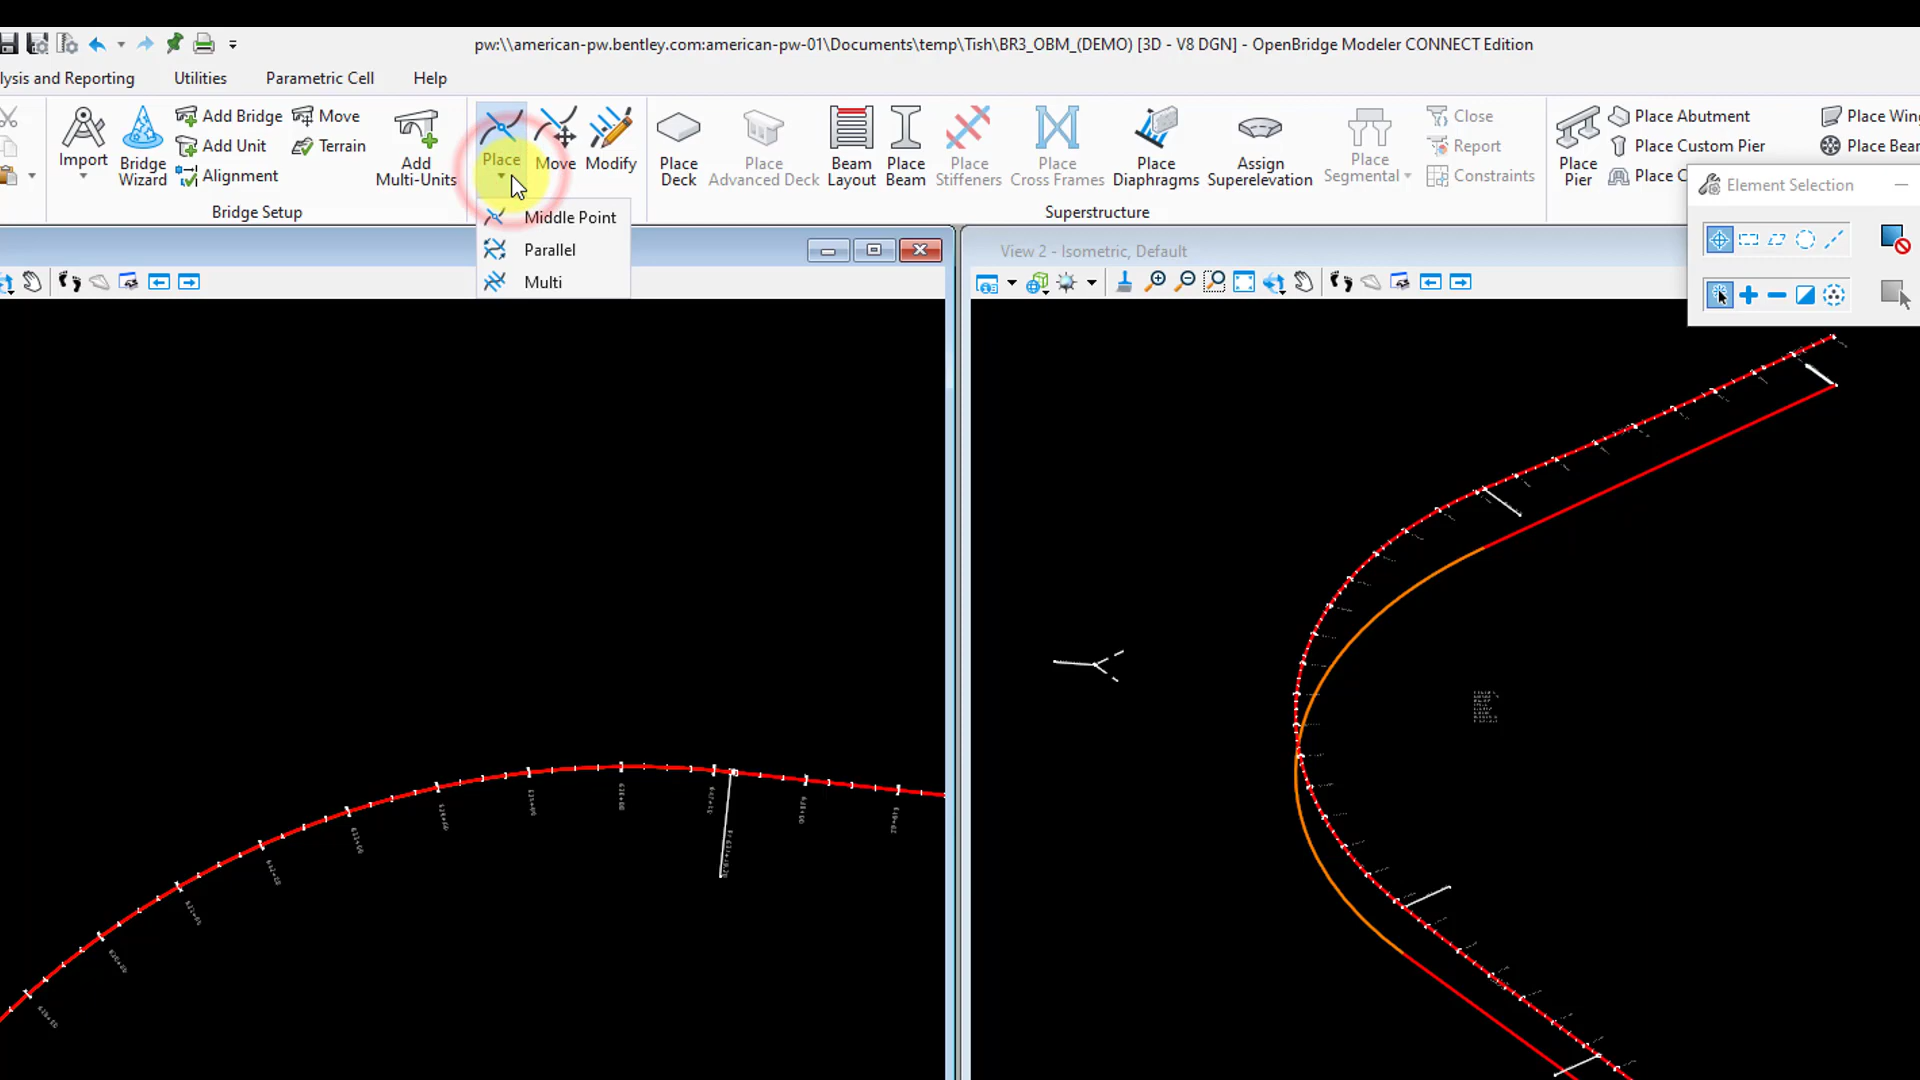 pw:\\american-pw.bentley.com:american-pw-01\Documents\temp\Tish\BR3_OBM_(DEMO) [3D - V8 DGN] - OpenBridge Modeler CONNECT Edition
lysis and Reporting
Utilities
Parametric Cell
Help
Import
Bridge Wizard
Add Bridge
Add Unit
Alignment
Move
Terrain
Add Multi-Units
Bridge Setup
Place
Move
Modify
Middle Point
Parallel
Multi
Place Deck
Place Advanced Deck
Beam Layout
Place Beam
Place Stiffeners
Place Cross Frames
Place Diaphragms
Assign Superelevation
Place Segmental
Close
Report
Constraints
Superstructure
Place Pier
Place Abutment
Place Custom Pier
Place C
Place Win
Place Bear
Element Selection
View 2 - Isometric, Default